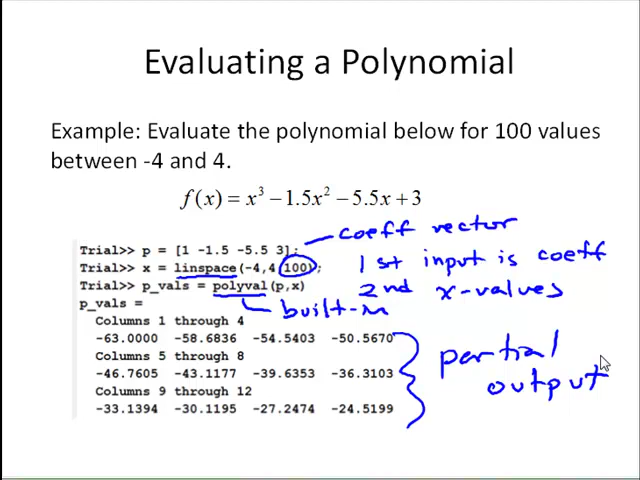 Evaluating a Polynomial
Example: Evaluate the polynomial below for 100 values
between -4 and 4.
f(x) = x³ − 1.5x² − 5.5x + 3
coeff vector
Trial>> p = [1 -1.5 -5.5 3];
Trial>> x = linspace(-4,4,100);
1st input is coeff
Trial>> p_vals = polyval(p,x)
2nd x-values
p_vals =
built-in
Columns 1 through 4
-63.0000 -58.6836 -54.5403 -50.5670
Columns 5 through 8
-46.7605 -43.1177 -39.6353 -36.3103
Columns 9 through 12
-33.1394 -30.1195 -27.2474 -24.5199
partial
output